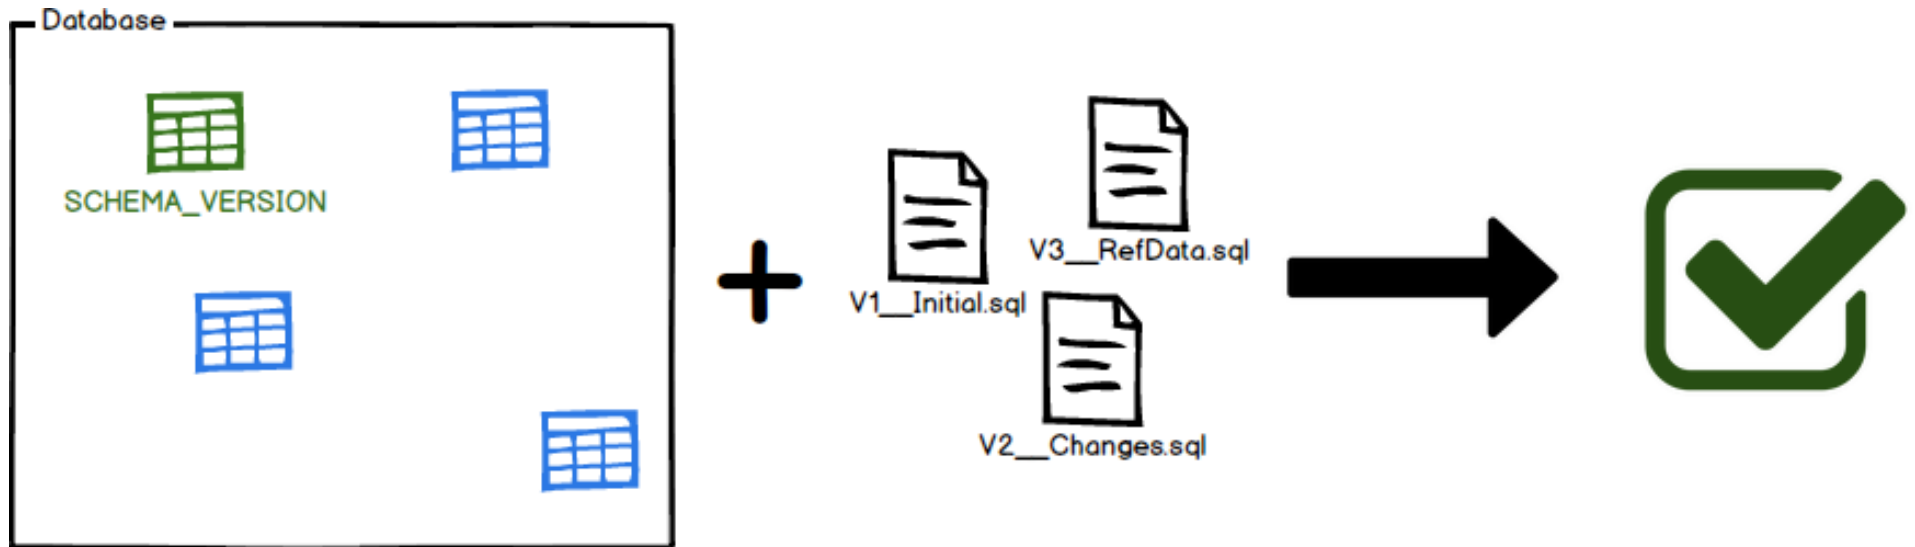 Database
SCHEMA_VERSION
V1__Initial.sql
V3__RefData.sql
V2__Changes.sql